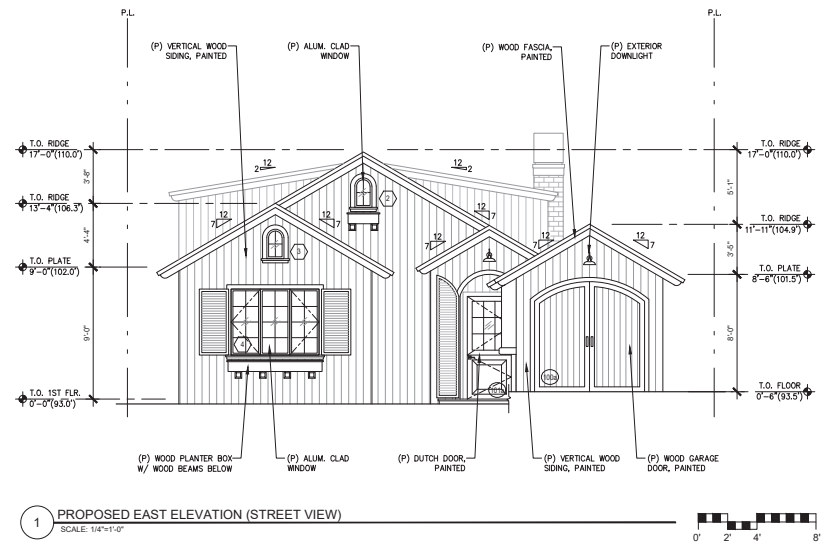 P.L.
P.L.
(P) VERTICAL WOOD
SIDING, PAINTED
(P) ALUM. CLAD
WINDOW
(P) WOOD FASCIA,
PAINTED
(P) EXTERIOR
DOWNLIGHT
T.O. RIDGE
17'-0"(110.0')
T.O. RIDGE
17'-0"(110.0')
3'-8"
5'-1"
12
2
12
2
T.O. RIDGE
13'-4"(106.3')
2
12
7
12
7
12
7
T.O. RIDGE
11'-11"(104.9')
4'-4"
12
7
12
7
12
7
3'-5"
3
T.O. PLATE
9'-0"(102.0')
T.O. PLATE
8'-6"(101.5')
9'-0"
8'-0"
4
100a
T.O. 1ST FLR.
0'-0"(93.0')
T.O. FLOOR
0'-6"(93.5')
(P) WOOD PLANTER BOX
W/ WOOD BEAMS BELOW
(P) ALUM. CLAD
WINDOW
(P) DUTCH DOOR,
PAINTED
(P) VERTICAL WOOD
SIDING, PAINTED
(P) WOOD GARAGE
DOOR, PAINTED
1 PROPOSED EAST ELEVATION (STREET VIEW)
SCALE: 1/4"=1'-0"
0' 2' 4' 8'